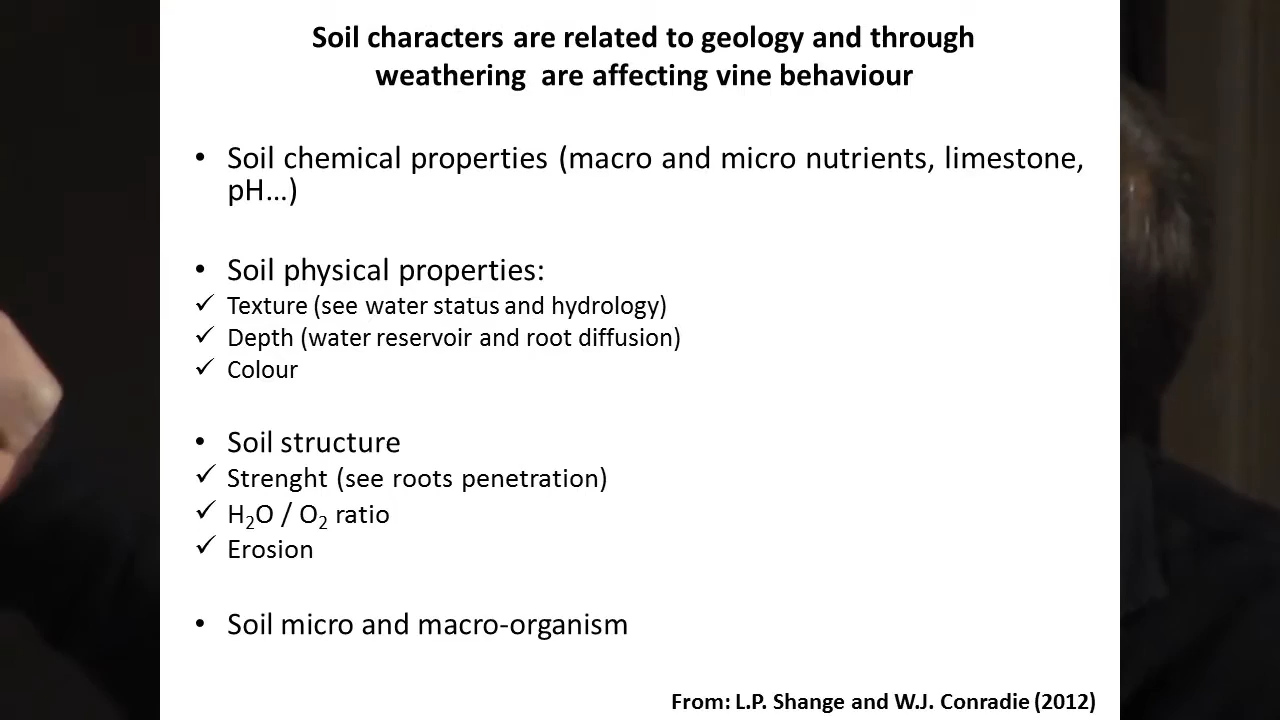 Soil characters are related to geology and through
weathering are affecting vine behaviour
• Soil chemical properties (macro and micro nutrients, limestone,
pH...)
• Soil physical properties:
✓ Texture (see water status and hydrology)
✓ Depth (water reservoir and root diffusion)
✓ Colour
• Soil structure
✓ Strenght (see roots penetration)
✓ H₂O / O₂ ratio
✓ Erosion
• Soil micro and macro-organism
From: L.P. Shange and W.J. Conradie (2012)